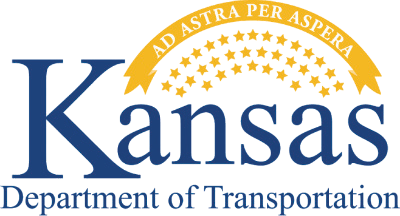 AD ASTRA PER ASPERA
Kansas
Department of Transportation